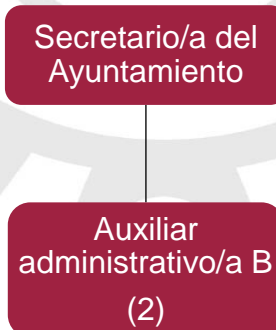 Secretario/a del
Ayuntamiento
Auxiliar
administrativo/a B
(2)